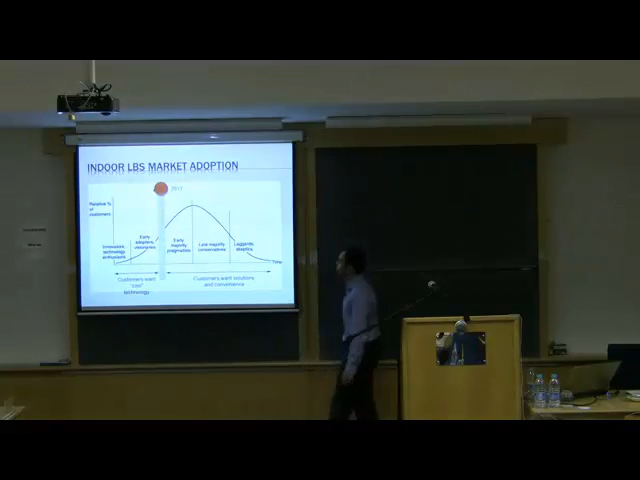 INDOOR LBS MARKET ADOPTION
2011
Relative %
of
customers
Innovators,
technology
enthusiasts
Early
adopters,
visionaries
Early
majority
pragmatists
Late majority
conservatives
Laggards,
skeptics
Time
Customers want
"cool"
technology
Customers want solutions
and convenience